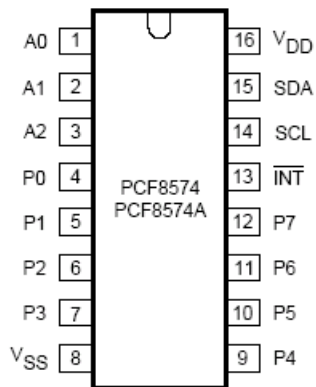 A0 1 16 VDD
A1 2 15 SDA
A2 3 14 SCL
P0 4 13 INT
PCF8574
PCF8574A
P1 5 12 P7
P2 6 11 P6
P3 7 10 P5
VSS 8 9 P4